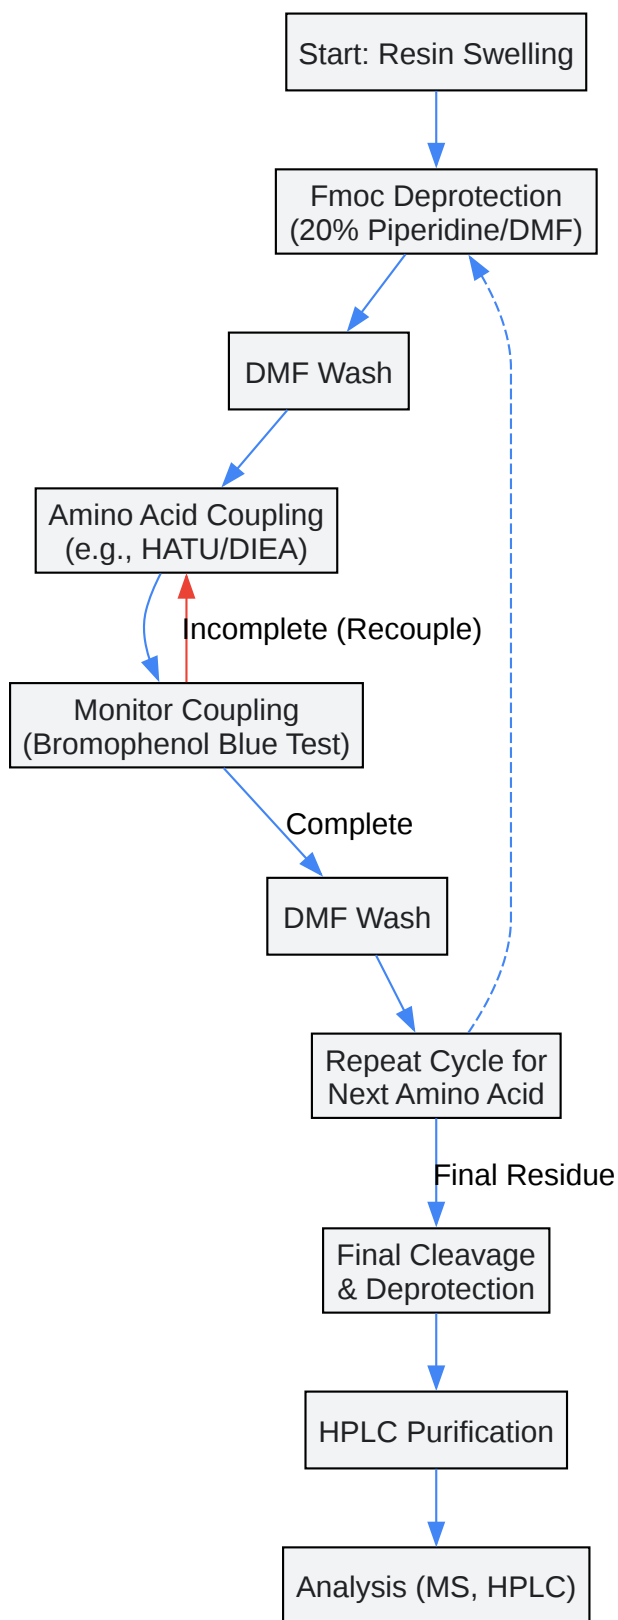 Start: Resin Swelling
Fmoc Deprotection
(20% Piperidine/DMF)
DMF Wash
Amino Acid Coupling
(e.g., HATU/DIEA)
Incomplete (Recouple)
Monitor Coupling
(Bromophenol Blue Test)
Complete
DMF Wash
Repeat Cycle for
Next Amino Acid
Final Residue
Final Cleavage
& Deprotection
HPLC Purification
Analysis (MS, HPLC)